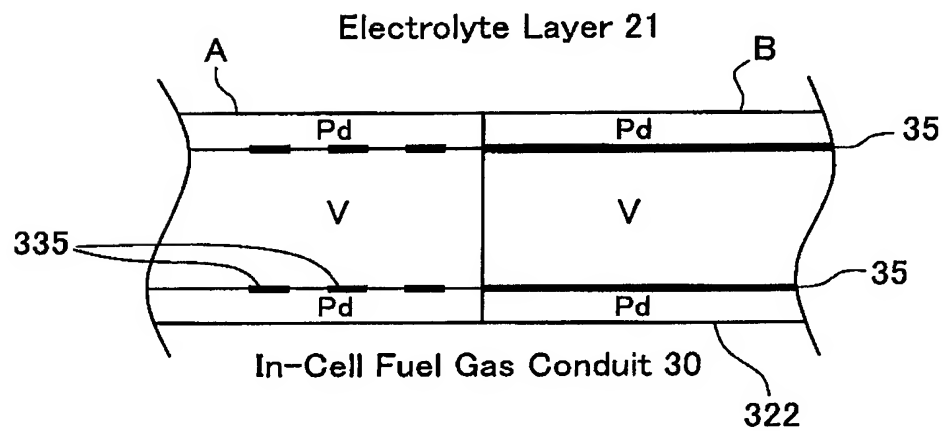 Electrolyte Layer 21
A
B
Pd
Pd
35
V
V
335
35
Pd
Pd
In-Cell Fuel Gas Conduit 30
322